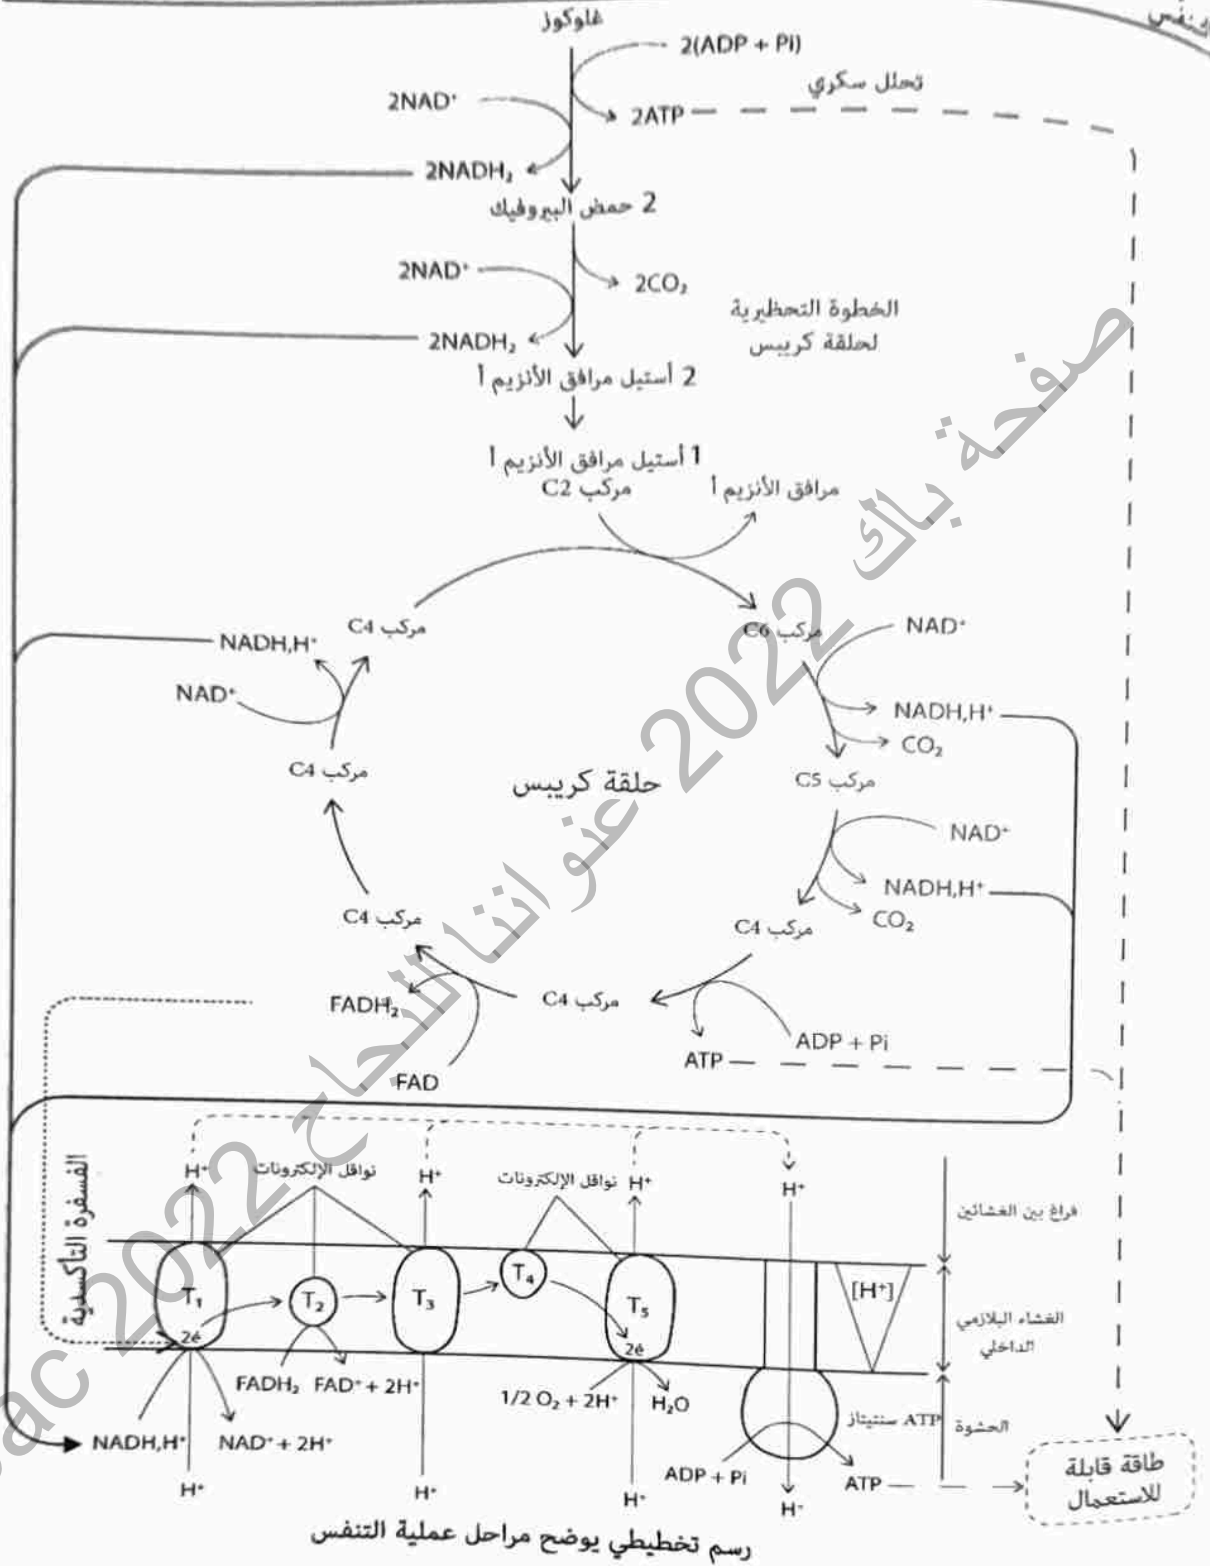 التنفس
غلوكوز
2(ADP + Pi)
تحلل سكري
2NAD⁺
2ATP
2NADH₂
2 حمض البيروفيك
2NAD⁺
2CO₂
الخطوة التحظيرية
لحلقة كريبس
2NADH₂
2 أستيل مرافق الأنزيم أ
1 أستيل مرافق الأنزيم أ
مركب C2
مرافق الأنزيم أ
مركب C4
مركب C6
NAD⁺
NADH,H⁺
NAD⁺
NADH,H⁺
CO₂
مركب C4
حلقة كريبس
مركب C5
NAD⁺
NADH,H⁺
CO₂
مركب C4
مركب C4
مركب C4
FADH₂
ADP + Pi
ATP
FAD
الفسفرة التأكسدية
H⁺
نواقل الإلكترونات
H⁺
نواقل الإلكترونات
H⁺
H⁺
فراغ بين الغشائين
T₁
T₂
T₃
T₄
T₅
[H⁺]
الغشاء البلازمي
الداخلي
2é
2é
FADH₂
FAD⁺ + 2H⁺
1/2 O₂ + 2H⁺
H₂O
ATP سنتيتاز
الحشوة
NADH,H⁺
NAD⁺ + 2H⁺
ADP + Pi
ATP
طاقة قابلة
للاستعمال
H⁺
H⁺
H⁺
H⁺
رسم تخطيطي يوضح مراحل عملية التنفس
صفحة باك 2022 عنواننا النجاح bac 2022